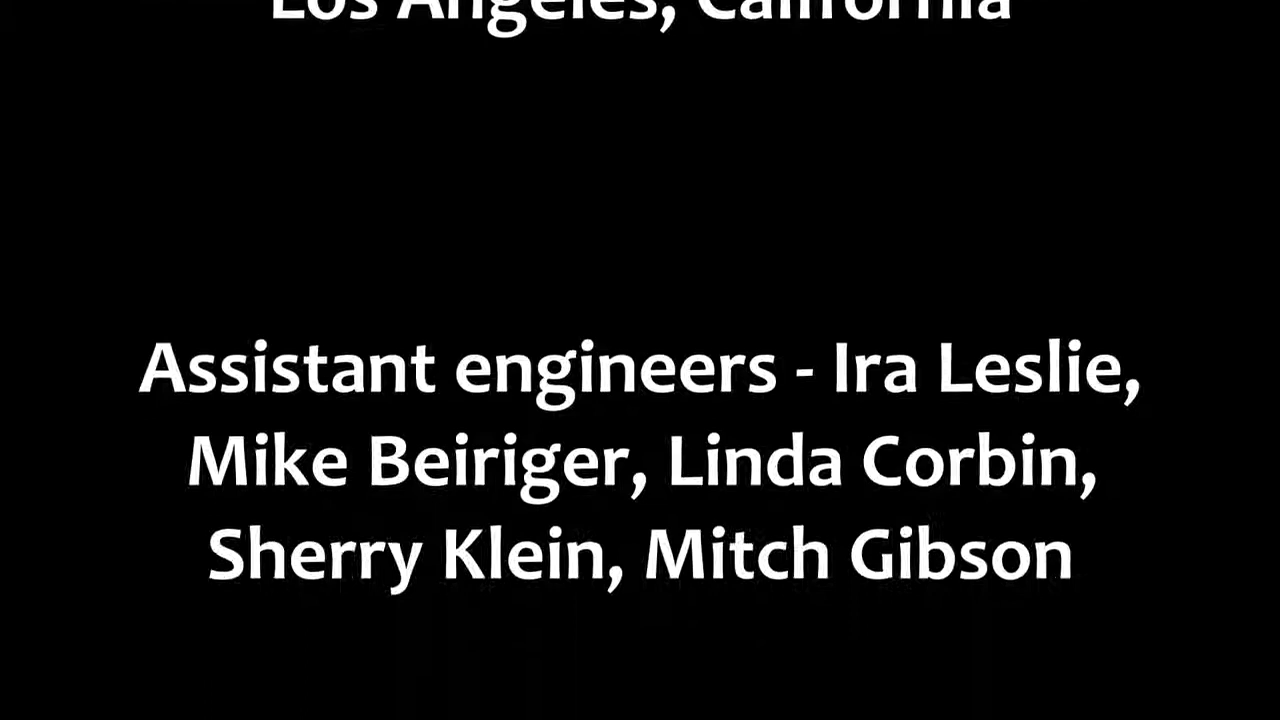 Los Angeles, California
Assistant engineers - Ira Leslie,
Mike Beiriger, Linda Corbin,
Sherry Klein, Mitch Gibson